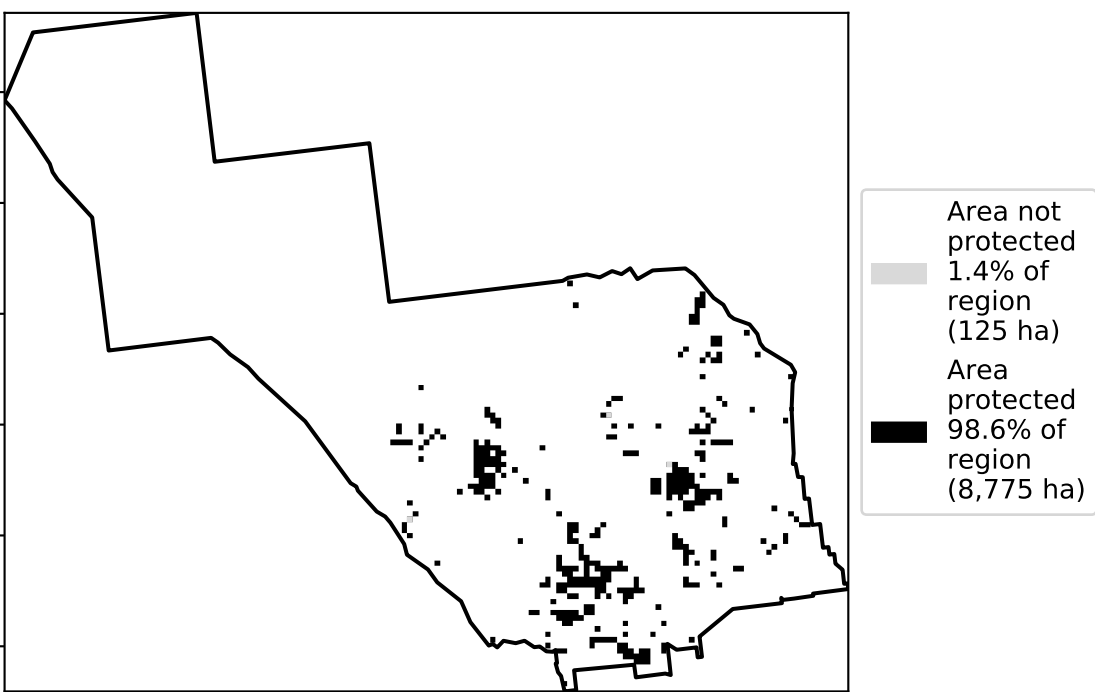 Area not
protected
1.4% of
region
(125 ha)
Area
protected
98.6% of
region
(8,775 ha)